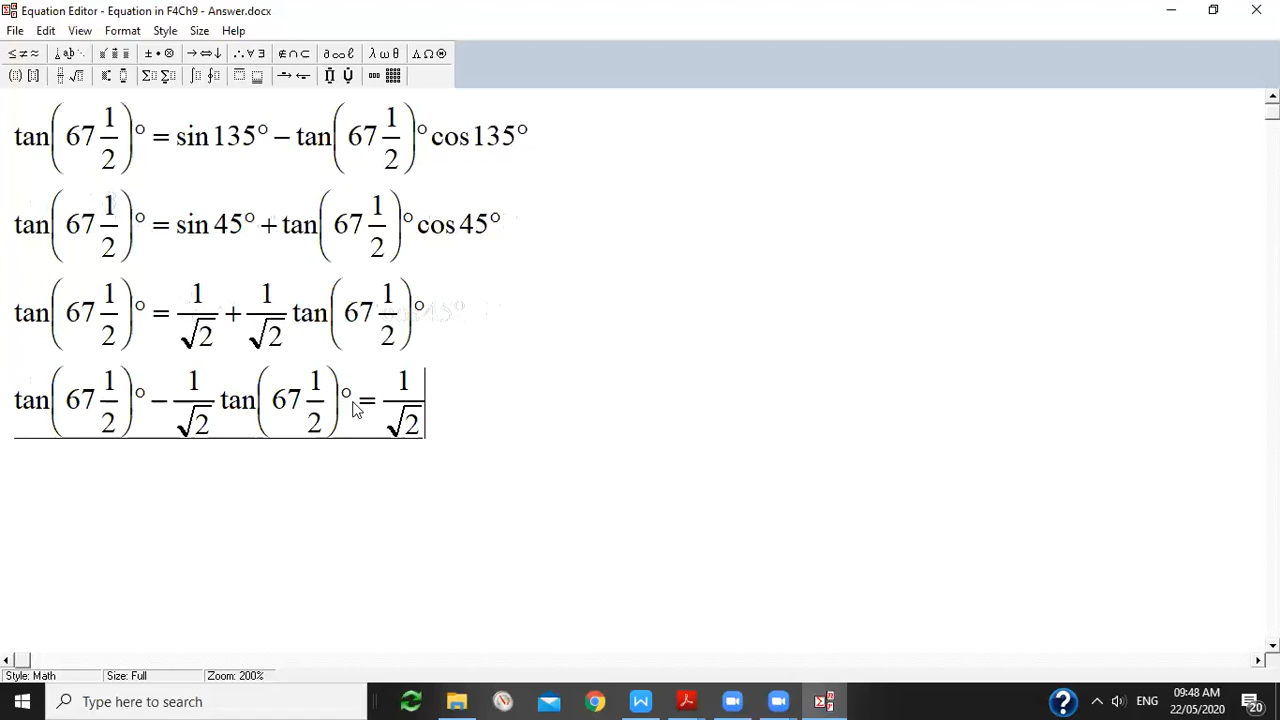 Equation Editor - Equation in F4Ch9 - Answer.docx
File Edit View Format Style Size Help
tan(67 1/2)° = sin 135° − tan(67 1/2)° cos 135°
tan(67 1/2)° = sin 45° + tan(67 1/2)° cos 45°
tan(67 1/2)° = 1/√2 + 1/√2 tan(67 1/2)°
tan(67 1/2)° − 1/√2 tan(67 1/2)° = 1/√2
Style: Math Size: Full Zoom: 200%
Type here to search
ENG
09:48 AM
22/05/2020
20